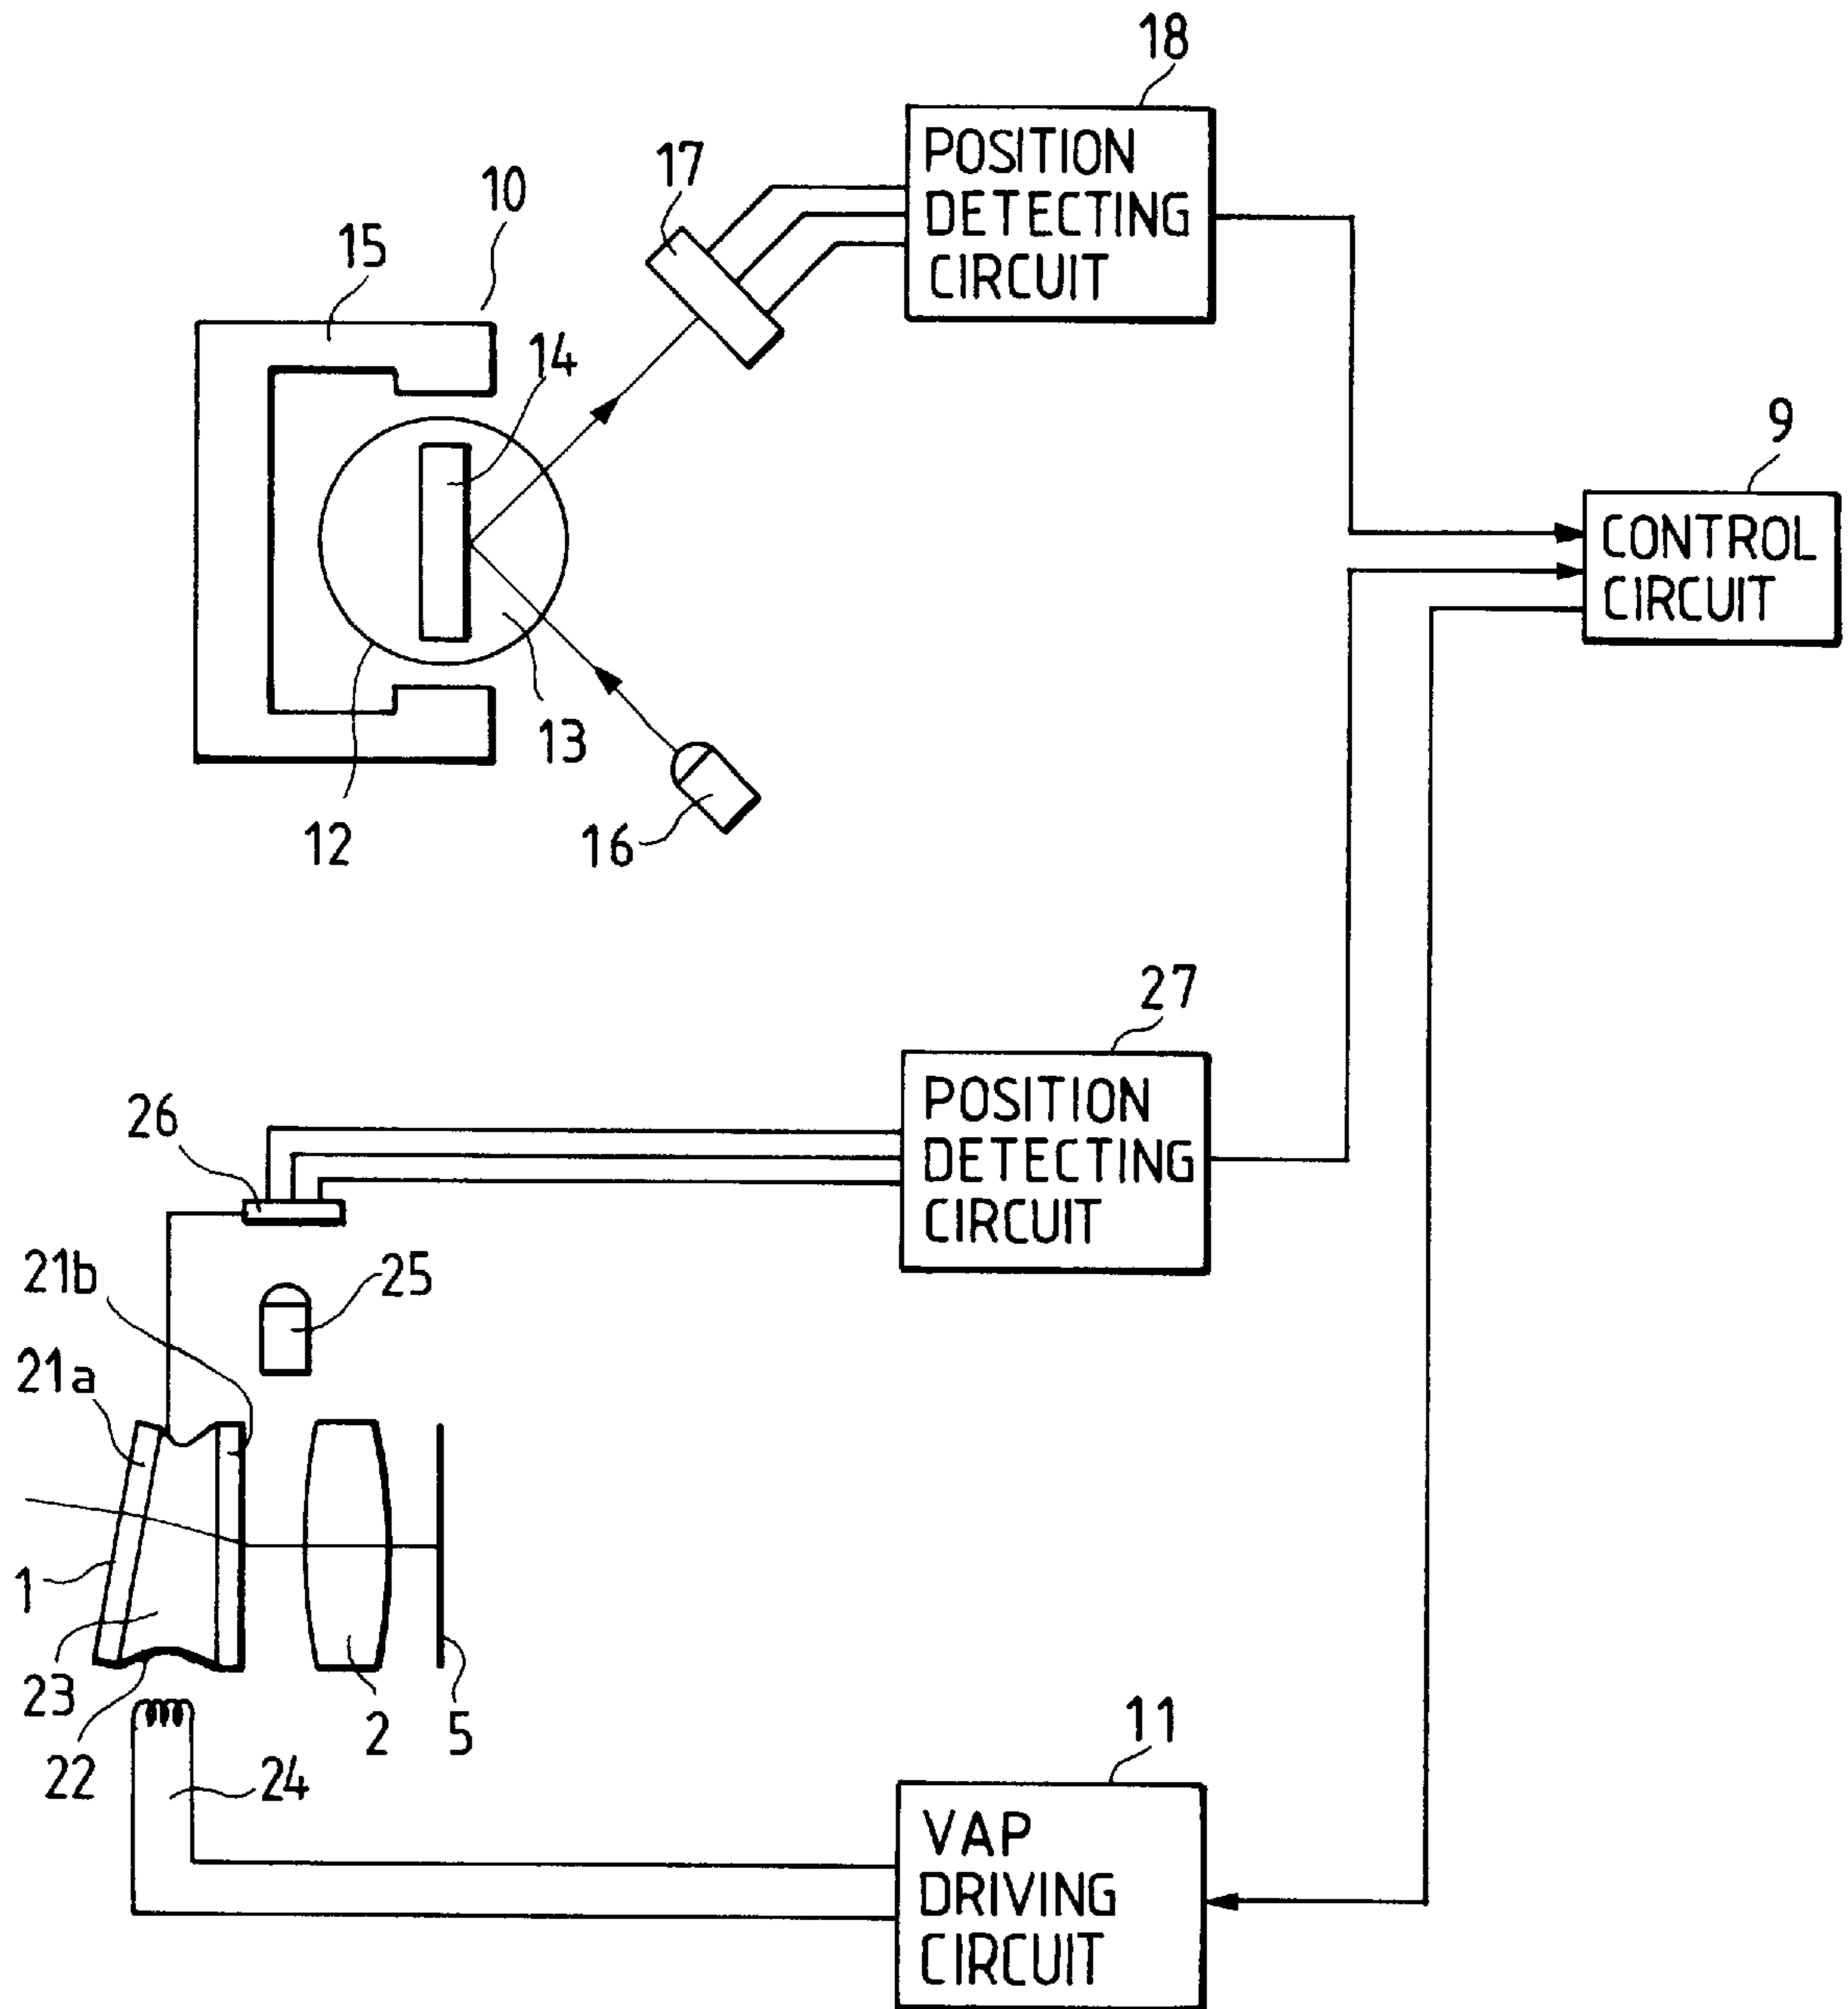 18
POSITION
DETECTING
CIRCUIT
17
10
15
14
9
CONTROL
CIRCUIT
13
12
16
27
POSITION
DETECTING
CIRCUIT
26
21b
25
21a
1
23
22
2
5
24
11
VAP
DRIVING
CIRCUIT